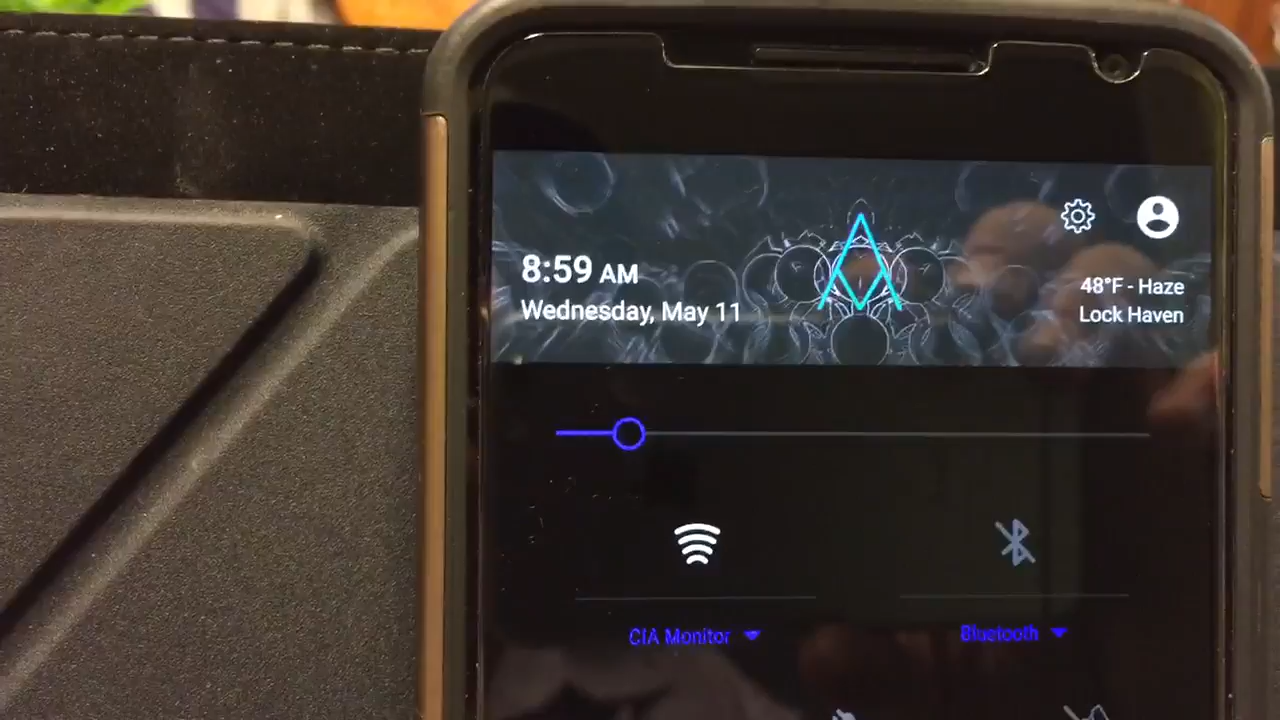 8:59 AM
Wednesday, May 11
48°F - Haze
Lock Haven
CIA Monitor
Bluetooth